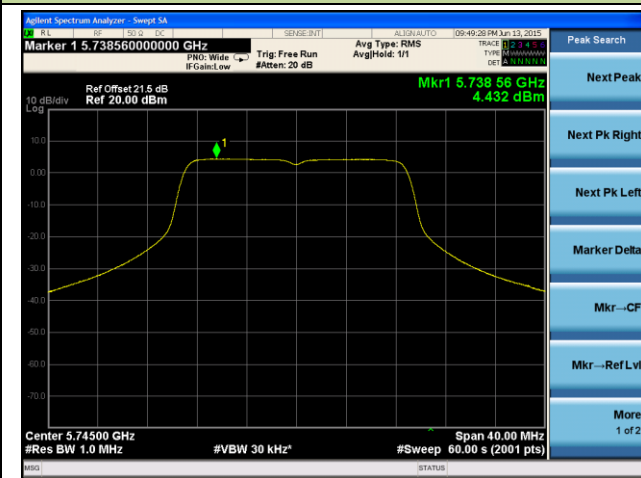 Agilent Spectrum Analyzer - Swept SA
RL RF 50 Ω DC SENSE:INT ALIGN AUTO 09:49:28 PM Jun 13, 2015
Marker 1 5.738560000000 GHz
PNO: Wide
IFGain:Low
Trig: Free Run
#Atten: 20 dB
Avg Type: RMS
Avg|Hold: 1/1
TRACE 1 2 3 4 5 6
TYPE
DET A N N N N N
Peak Search
Mkr1 5.738 56 GHz
4.432 dBm
Ref Offset 21.5 dB
10 dB/div Ref 20.00 dBm
Log
1
10.0
0.00
-10.0
-20.0
-30.0
-40.0
-50.0
-60.0
-70.0
Center 5.74500 GHz Span 40.00 MHz
#Res BW 1.0 MHz #VBW 30 kHz* #Sweep 60.00 s (2001 pts)
MSG STATUS
Next Peak
Next Pk Right
Next Pk Left
Marker Delta
Mkr→CF
Mkr→Ref Lvl
More
1 of 2